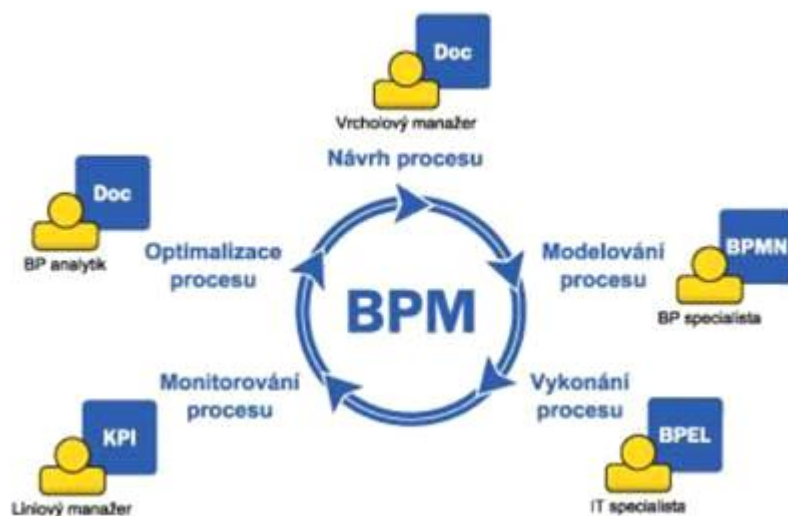 Doc
Vrcholový manažer
Návrh procesu
Doc
BP analytik
Optimalizace
procesu
Modelování
procesu
BPMN
BP specialista
BPM
Monitorování
procesu
Vykonání
procesu
KPI
Liniový manažer
BPEL
IT specialista